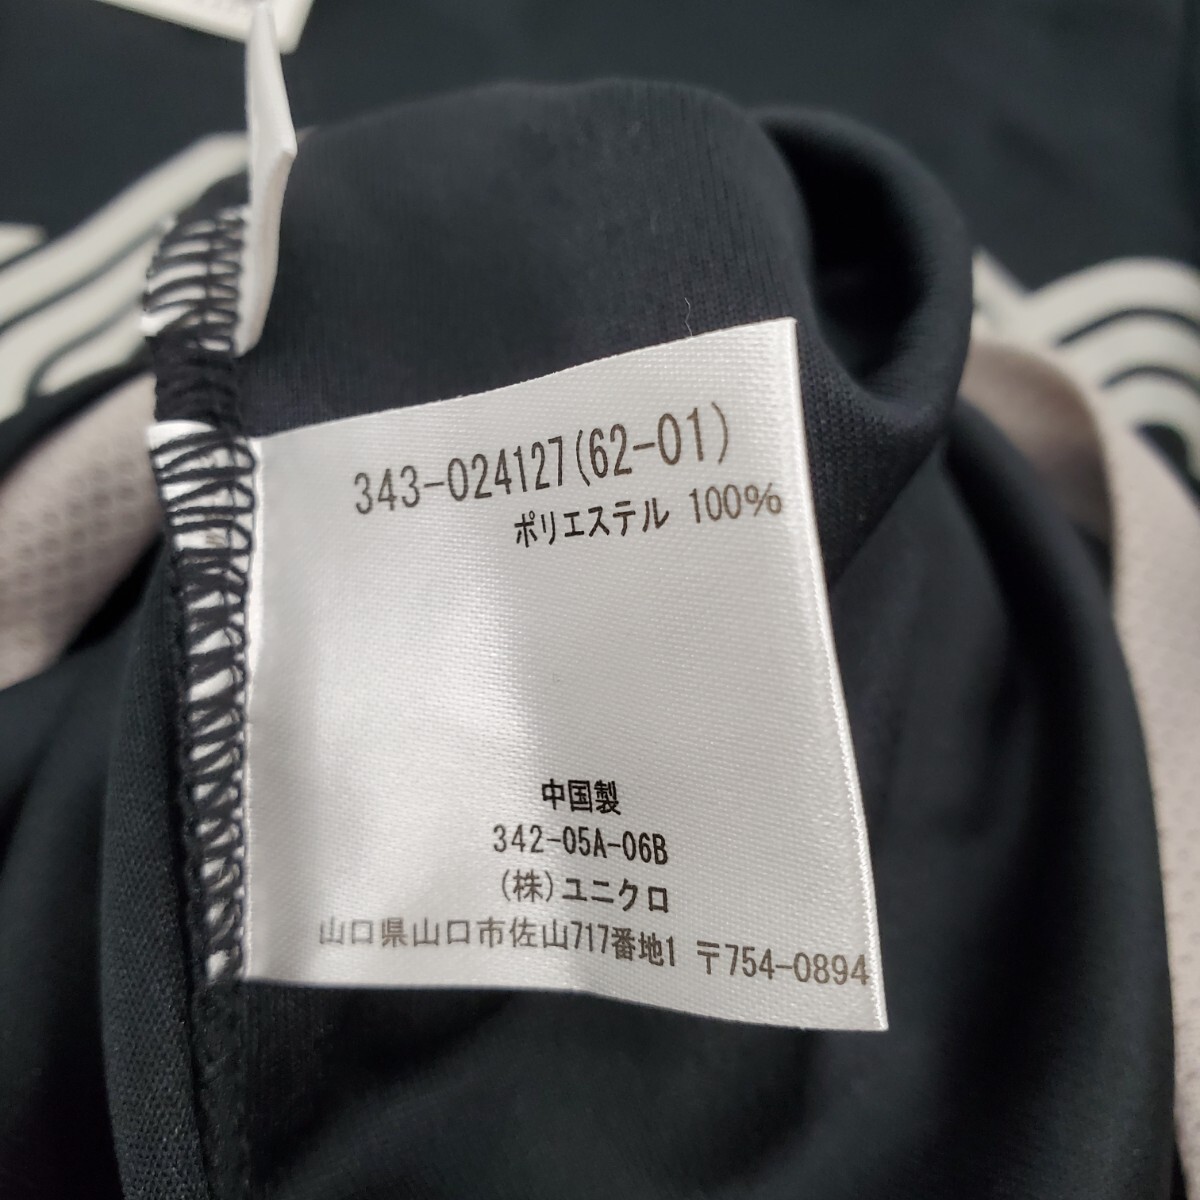 343-024127(62-01)
ポリエステル 100%
中国製
342-05A-06B
(株)ユニクロ
山口県山口市佐山717番地1 〒754-0894